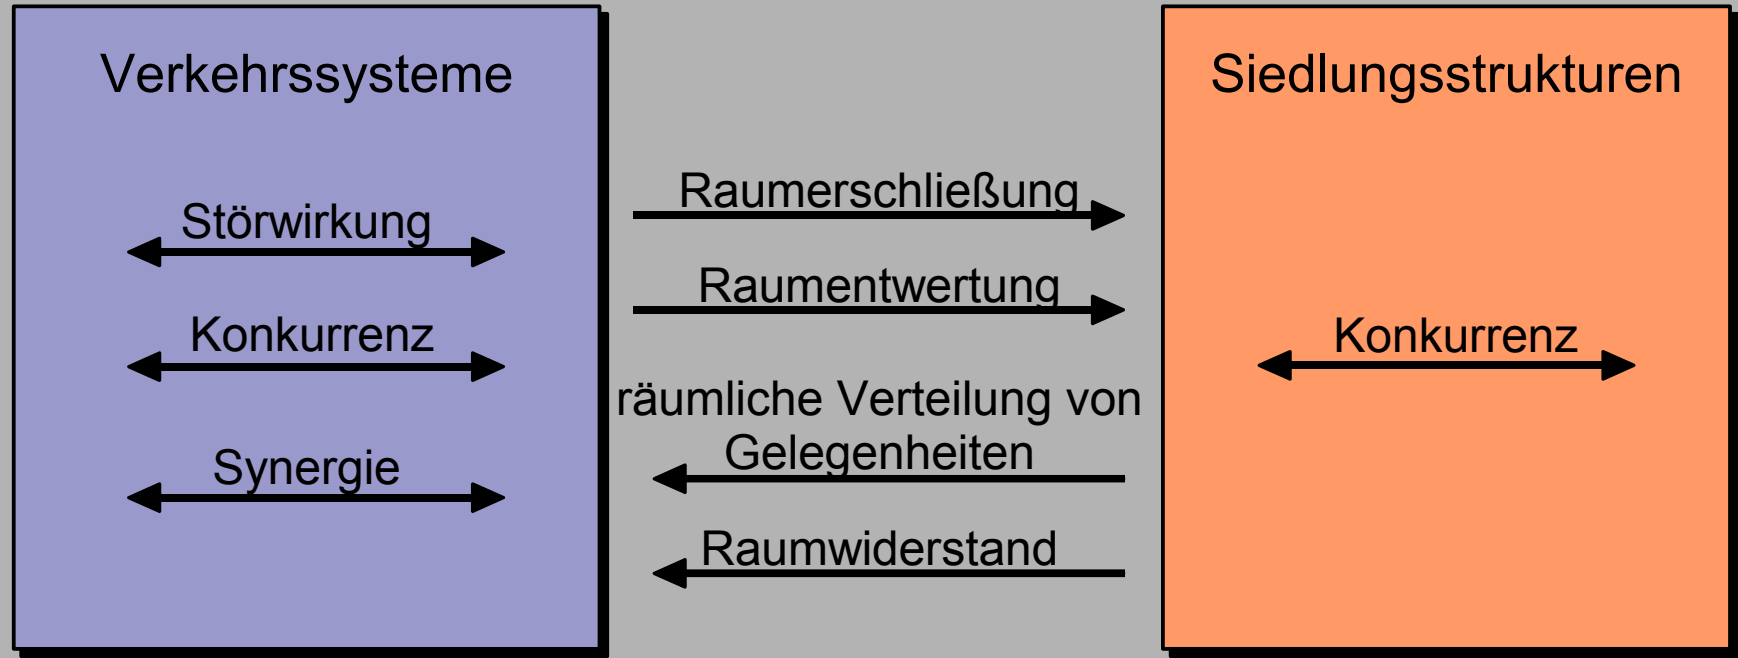 Verkehrssysteme
Störwirkung
Konkurrenz
Synergie
Raumerschließung
Raumentwertung
räumliche Verteilung von
Gelegenheiten
Raumwiderstand
Siedlungsstrukturen
Konkurrenz